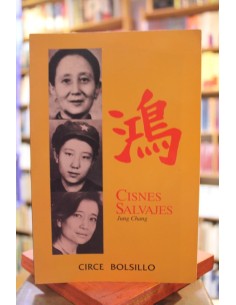 鴻
CISNES
SALVAJES
Jung Chang
CIRCE BOLSILLO